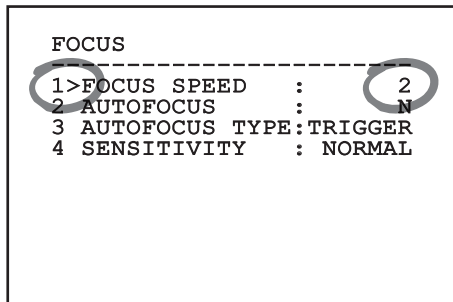 FOCUS
--------------------------
1>FOCUS SPEED    :      2
2 AUTOFOCUS      :      N
3 AUTOFOCUS TYPE:TRIGGER
4 SENSITIVITY    : NORMAL